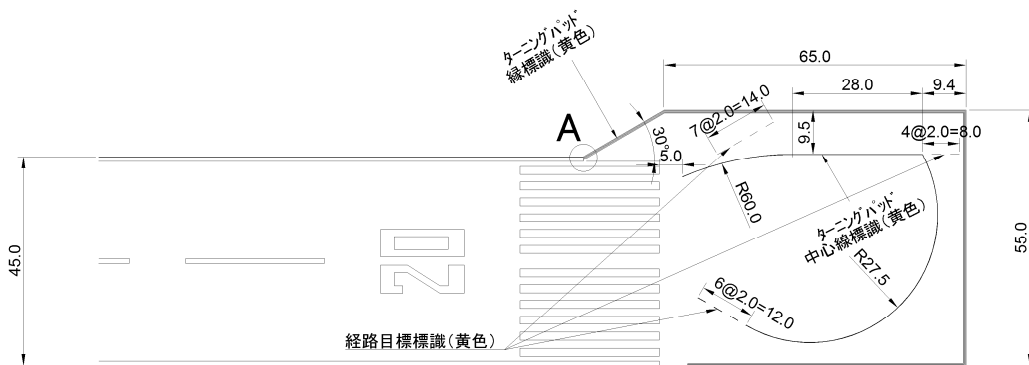 ターニングパッド
縁標識(黄色)
65.0
28.0
9.4
7@2.0=14.0
A
30°
9.5
4@2.0=8.0
5.0
R60.0
ターニングパッド
中心線標識(黄色)
45.0
55.0
20
R27.5
6@2.0=12.0
経路目標標識(黄色)